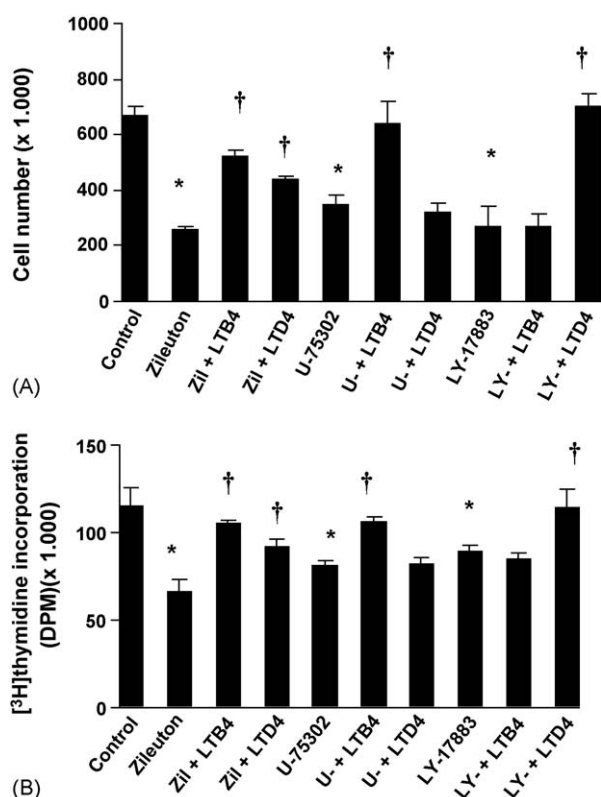 1000
800
600
400
200
0
Cell number (x 1.000)
*
†
†
*
†
*
†
Control
Zileuton
Zil + LTB4
Zil + LTD4
U-75302
U- + LTB4
U- + LTD4
LY-17883
LY- + LTB4
LY- + LTD4
(A)
150
100
50
0
[³H]thymidine incorporation
(DPM)(x 1.000)
*
†
†
*
†
*
†
Control
Zileuton
Zil + LTB4
Zil + LTD4
U-75302
U- + LTB4
U- + LTD4
LY-17883
LY- + LTB4
LY- + LTD4
(B)